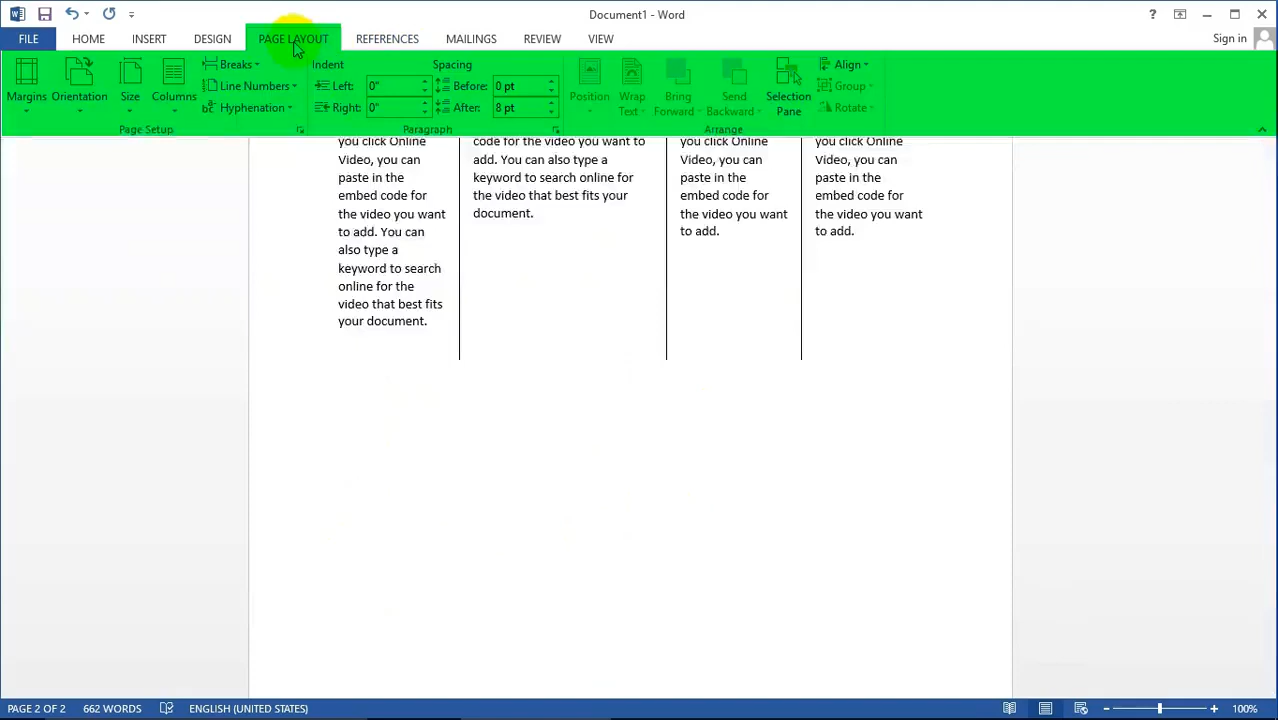 Document1 - Word
?
FILE HOME INSERT DESIGN PAGE LAYOUT REFERENCES MAILINGS REVIEW VIEW Sign in
Margins Orientation Size Columns
Breaks
Line Numbers
Hyphenation
Page Setup
Indent Spacing
Left: 0" Before: 0 pt
Right: 0" After: 8 pt
Paragraph
Position Wrap Text Bring Forward Send Backward Selection Pane
Align
Group
Rotate
Arrange
you click Online
Video, you can
paste in the
embed code for
the video you want
to add. You can
also type a
keyword to search
online for the
video that best fits
your document.
code for the video you want to
add. You can also type a
keyword to search online for
the video that best fits your
document.
you click Online
Video, you can
paste in the
embed code for
the video you want
to add.
you click Online
Video, you can
paste in the
embed code for
the video you want
to add.
PAGE 2 OF 2 662 WORDS ENGLISH (UNITED STATES) 100%